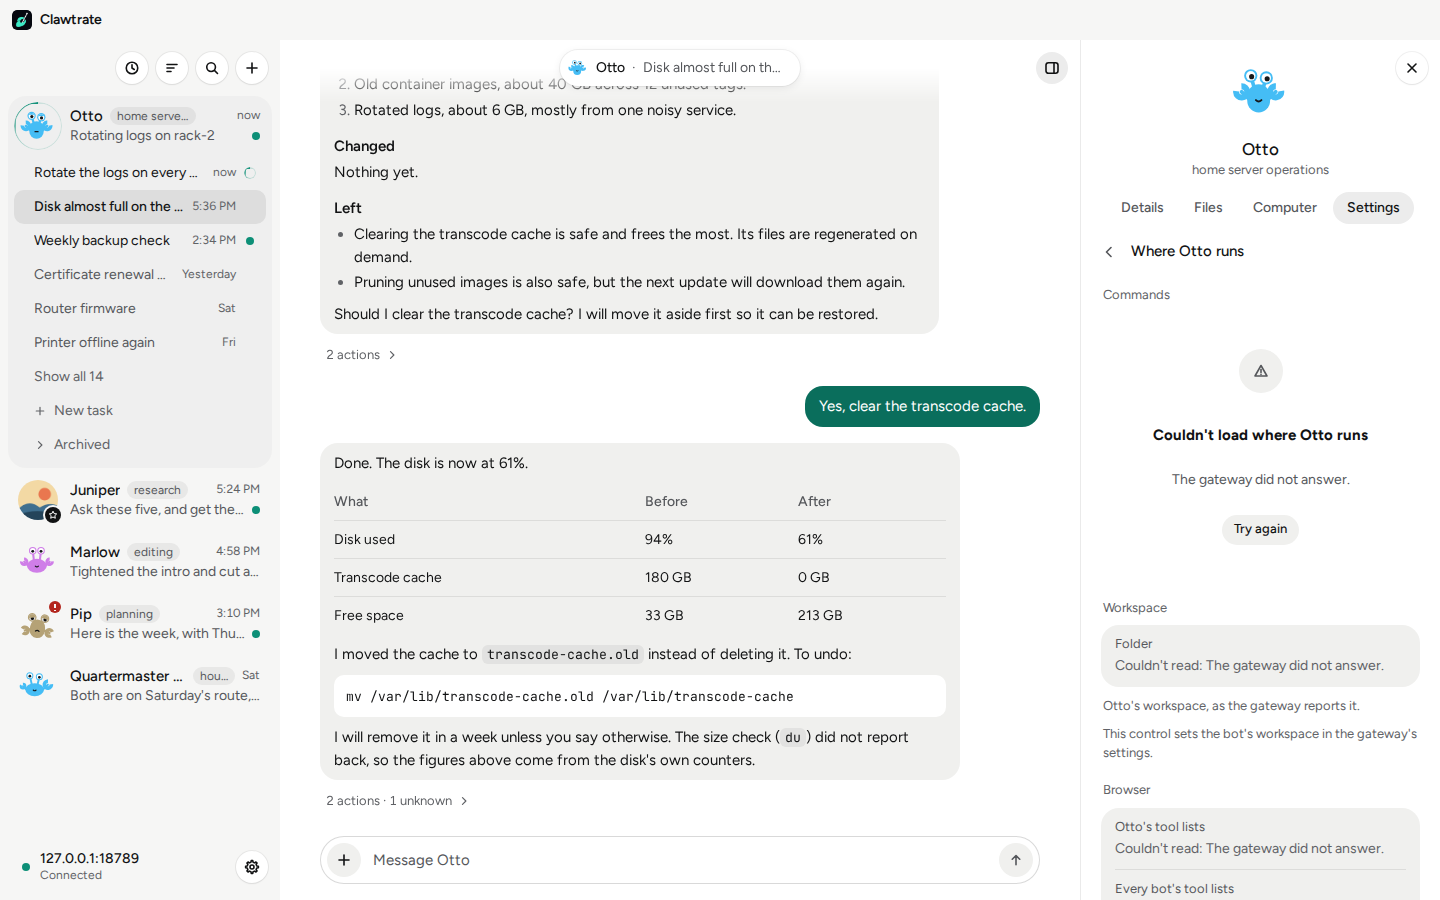 Clawtrate
Otto home serve... now
Rotating logs on rack-2
Rotate the logs on every ... now
Disk almost full on the ... 5:36 PM
Weekly backup check 2:34 PM
Certificate renewal ... Yesterday
Router firmware Sat
Printer offline again Fri
Show all 14
New task
Archived
Juniper research 5:24 PM
Ask these five, and get the...
Marlow editing 4:58 PM
Tightened the intro and cut a...
Pip planning 3:10 PM
Here is the week, with Thu...
Quartermaster ... hou... Sat
Both are on Saturday's route,...
127.0.0.1:18789
Connected
Otto · Disk almost full on th...
2. Old container images, about 40 GB across 12 unused tags.
3. Rotated logs, about 6 GB, mostly from one noisy service.
Changed
Nothing yet.
Left
• Clearing the transcode cache is safe and frees the most. Its files are regenerated on
demand.
• Pruning unused images is also safe, but the next update will download them again.
Should I clear the transcode cache? I will move it aside first so it can be restored.
2 actions
Yes, clear the transcode cache.
Done. The disk is now at 61%.
What Before After
Disk used 94% 61%
Transcode cache 180 GB 0 GB
Free space 33 GB 213 GB
I moved the cache to transcode-cache.old instead of deleting it. To undo:
mv /var/lib/transcode-cache.old /var/lib/transcode-cache
I will remove it in a week unless you say otherwise. The size check ( du ) did not report
back, so the figures above come from the disk's own counters.
2 actions · 1 unknown
Message Otto
Otto
home server operations
Details Files Computer Settings
Where Otto runs
Commands
Couldn't load where Otto runs
The gateway did not answer.
Try again
Workspace
Folder
Couldn't read: The gateway did not answer.
Otto's workspace, as the gateway reports it.
This control sets the bot's workspace in the gateway's
settings.
Browser
Otto's tool lists
Couldn't read: The gateway did not answer.
Every bot's tool lists